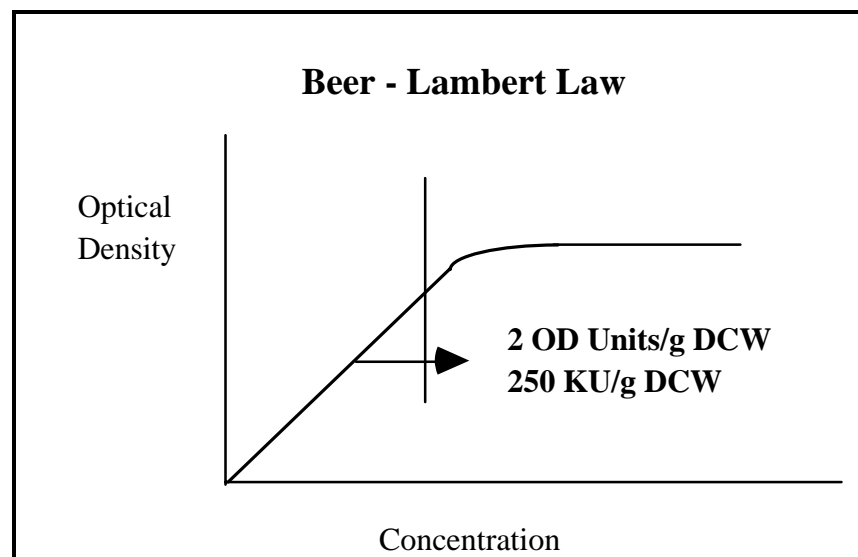 Beer - Lambert Law
Optical
Density
2 OD Units/g DCW
250 KU/g DCW
Concentration